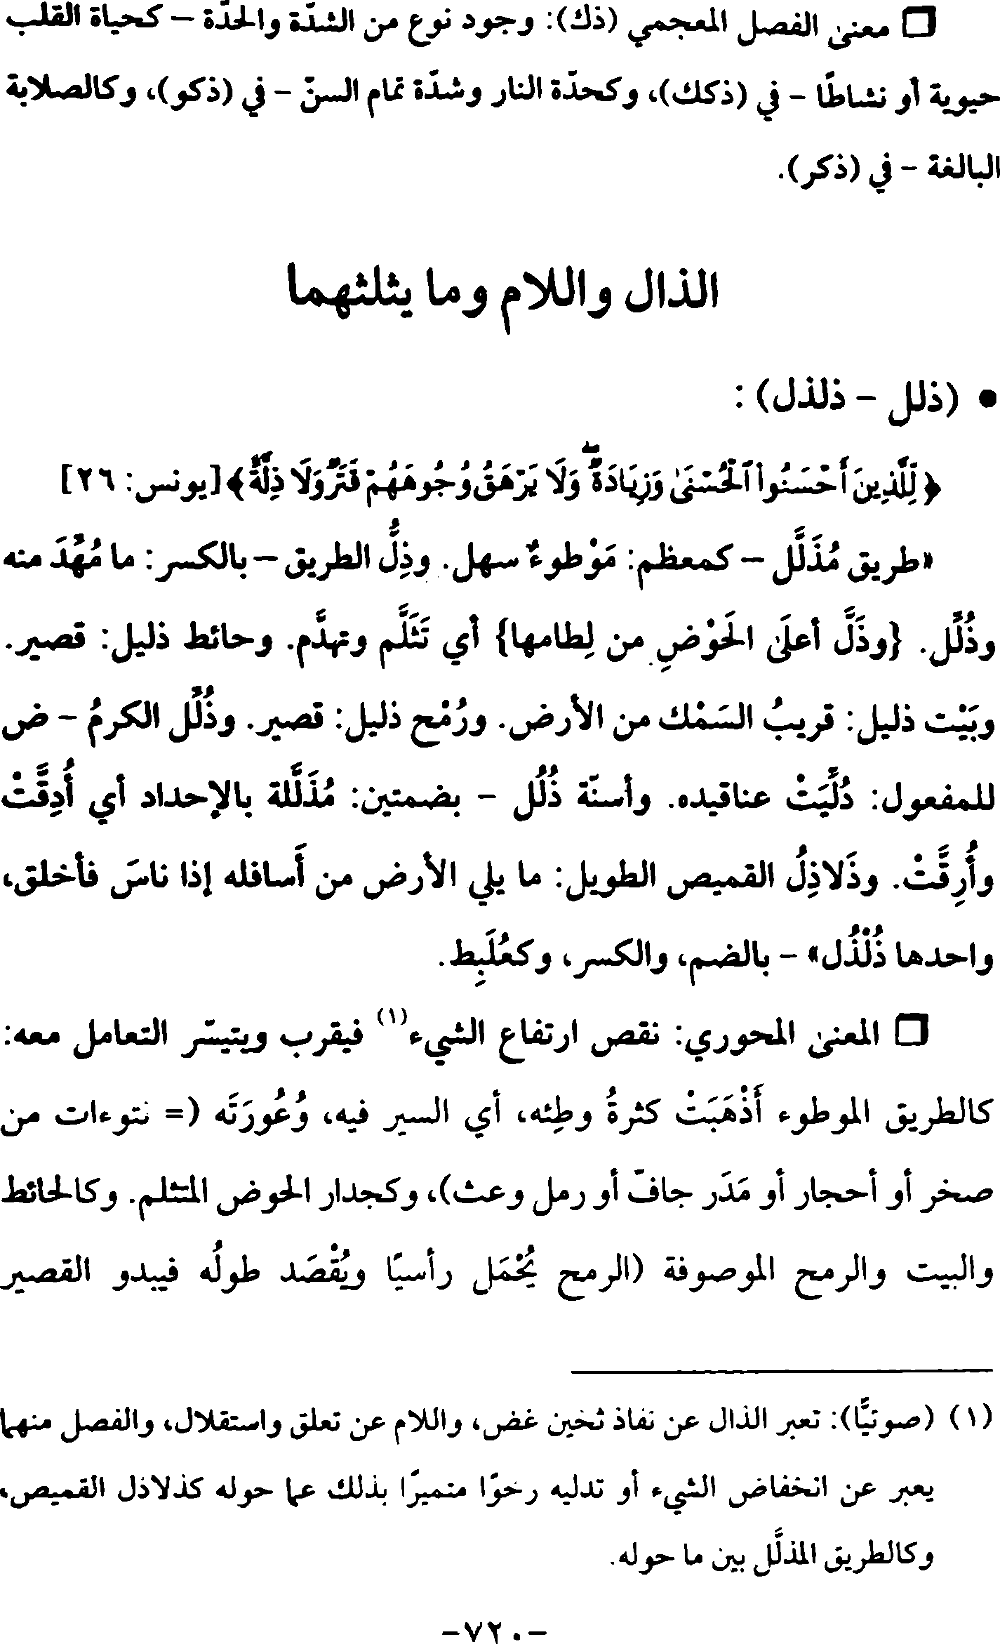 ❒ معنى الفصل المعجمي (ذك): وجود نوع من الشدّة والحدّة – كحياة القلب
حيوية أو نشاطًا – في (ذكك)، وكحدّة النار وشدّة تمام السنّ – في (ذكو)، وكالصلابة
البالغة – في (ذكر).
الذال واللام وما يثلثهما
• (ذلل – ذلذل) :
﴿لِّلَّذِينَ أَحْسَنُوا۟ ٱلْحُسْنَىٰ وَزِيَادَةٌۖ وَلَا يَرْهَقُ وُجُوهَهُمْ قَتَرٌ وَلَا ذِلَّةٌ﴾ [يونس: ٢٦]
«طريق مُذَلَّل – كمعظم: مَوْطوءٌ سهل. وذِلُّ الطريق – بالكسر: ما مُهِّدَ منه
وذُلِّل. {وذَلَّ أعلَى الحَوْضِ من لِطامها} أي تَثَلَّم وتهدَّم. وحائط ذليل: قصير.
وبَيْت ذليل: قريبُ السَمْك من الأرض. ورُمْح ذليل: قصير. وذُلِّل الكرمُ – ض
للمفعول: دُلِّيَتْ عناقيده. وأسنّة ذُلُل – بضمتين: مُذَلَّلة بالإحداد أي أُدِقَّتْ
وأُرِقَّتْ. وذَلاذِلُ القميص الطويل: ما يلي الأرض من أَسافله إذا ناسَ فأخلق،
واحدها ذُلْذُل» – بالضم، والكسر، وكعُلَبِط.
❒ المعنى المحوري: نقص ارتفاع الشيء(١) فيقرب ويتيسّر التعامل معه:
كالطريق الموطوء أَذْهَبَتْ كثرةُ وطِئه، أي السير فيه، وُعُورَتَه (= نتوءات من
صخر أو أحجار أو مَدَر جافّ أو رمل وعث)، وكجدار الحوض المتثلم. وكالحائط
والبيت والرمح الموصوفة (الرمح يُحْمَل رأسيًا ويُقْصَد طولُه فيبدو القصير
(١) (صوتيًّا): تعبر الذال عن نفاذ ثخين غض، واللام عن تعلق واستقلال، والفصل منهما
يعبر عن انخفاض الشيء أو تدليه رخوًا متميزًا بذلك عما حوله كذلاذل القميص،
وكالطريق المذلَّل بين ما حوله.
-٧٢٠-